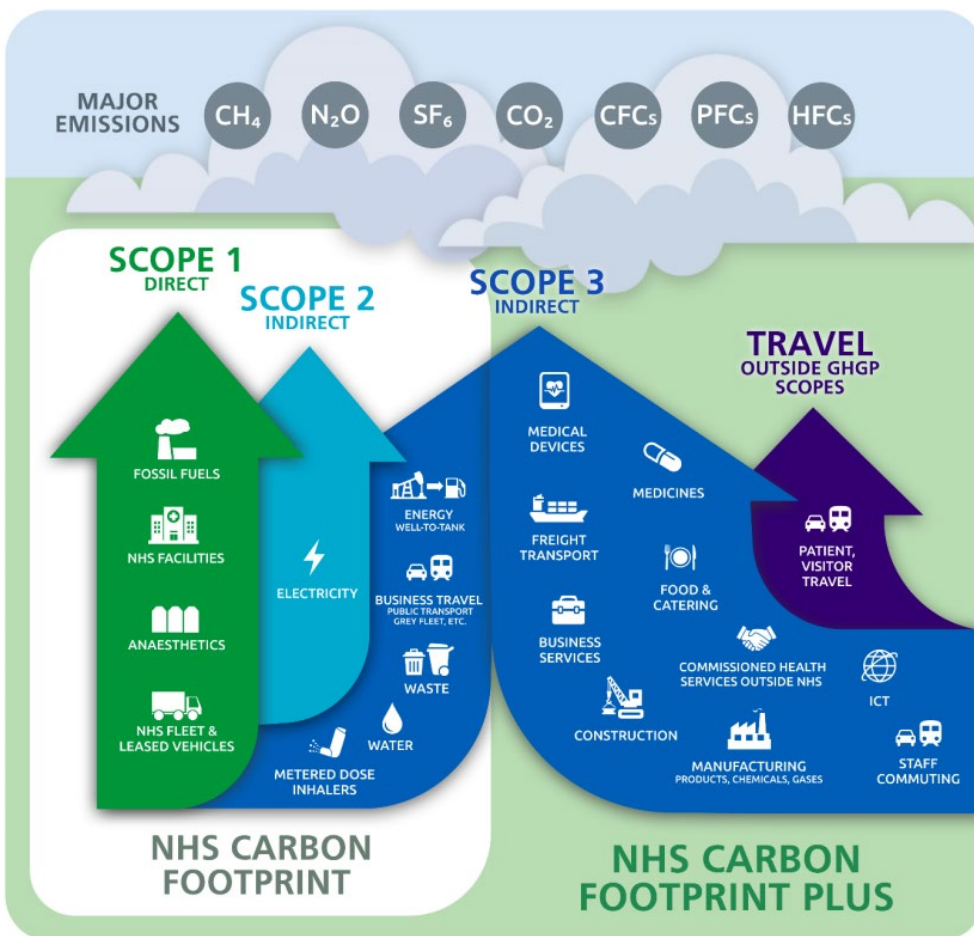 MAJOR
EMISSIONS
CH₄
N₂O
SF₆
CO₂
CFCs
PFCs
HFCs
SCOPE 1
DIRECT
FOSSIL FUELS
NHS FACILITIES
ANAESTHETICS
NHS FLEET &
LEASED VEHICLES
SCOPE 2
INDIRECT
ELECTRICITY
SCOPE 3
INDIRECT
ENERGY
WELL-TO-TANK
BUSINESS TRAVEL
PUBLIC TRANSPORT
GREY FLEET, ETC.
WASTE
WATER
METERED DOSE
INHALERS
MEDICAL
DEVICES
MEDICINES
FREIGHT
TRANSPORT
FOOD &
CATERING
BUSINESS
SERVICES
COMMISSIONED HEALTH
SERVICES OUTSIDE NHS
ICT
CONSTRUCTION
MANUFACTURING
PRODUCTS, CHEMICALS, GASES
STAFF
COMMUTING
TRAVEL
OUTSIDE GHGP
SCOPES
PATIENT,
VISITOR
TRAVEL
NHS CARBON
FOOTPRINT
NHS CARBON
FOOTPRINT PLUS